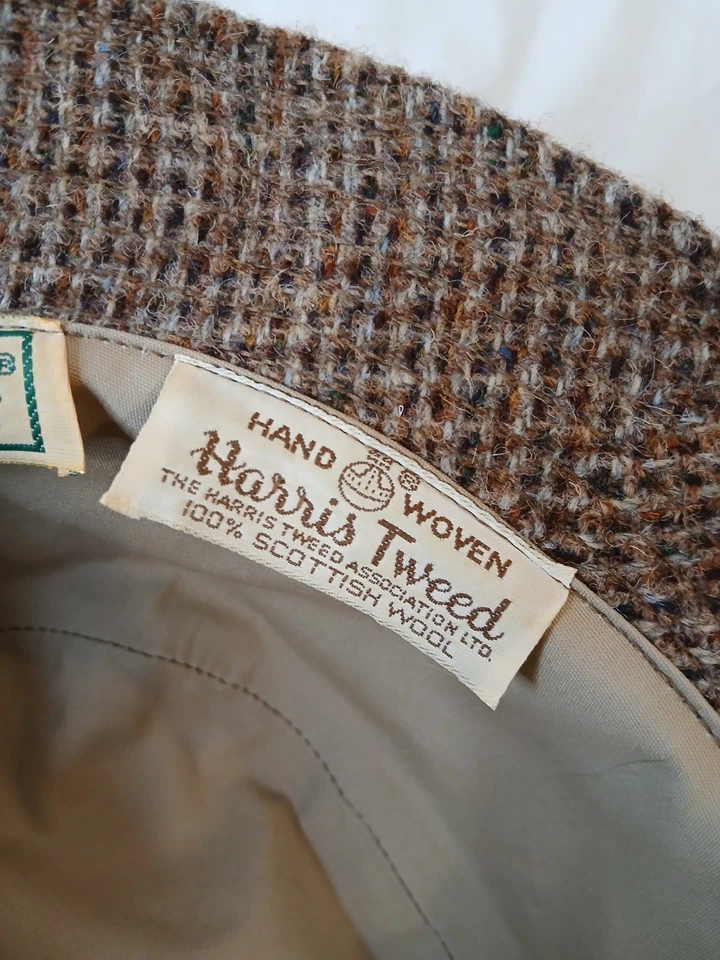 HAND ® WOVEN
Harris Tweed
THE HARRIS TWEED ASSOCIATION LTD.
100% SCOTTISH WOOL
®